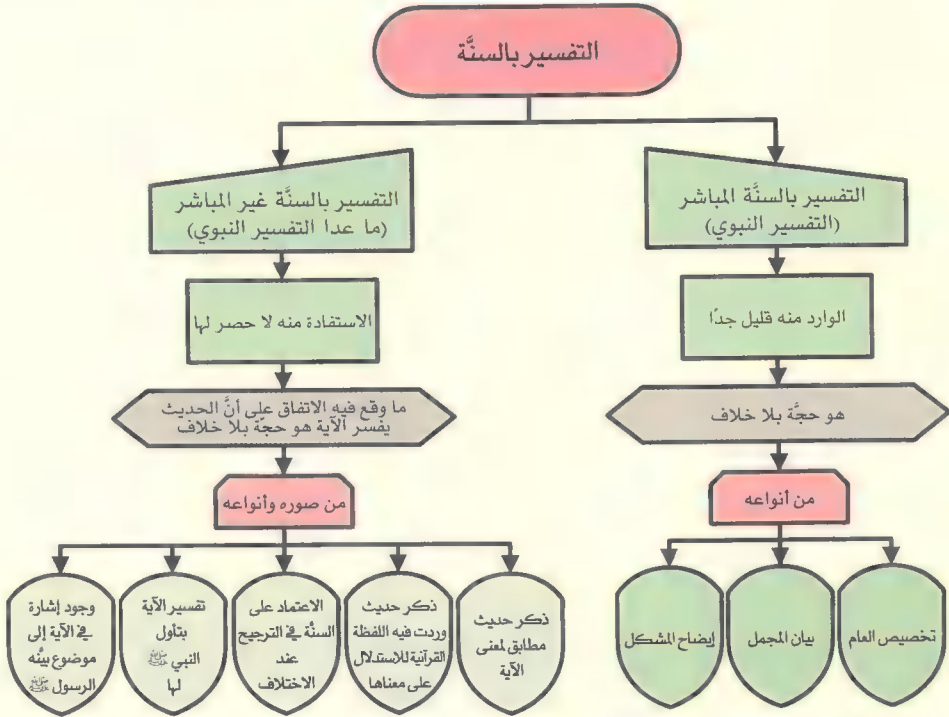 التفسير بالسنَّة
التفسير بالسنَّة المباشر
(التفسير النبوي)
الوارد منه قليل جدًا
هو حجَّة بلا خلاف
من أنواعه
تخصيص العام
بيان المجمل
إيضاح المشكل
التفسير بالسنَّة غير المباشر
(ما عدا التفسير النبوي)
الاستفادة منه لا حصر لها
ما وقع فيه الاتفاق على أنَّ الحديث
يفسر الآية هو حجَّة بلا خلاف
من صوره وأنواعه
ذكر حديث
مطابق لمعنى
الآية
ذكر حديث
وردت فيه اللفظة
القرآنية للاستدلال
على معناها
الاعتماد على
السنَّة في الترجيح
عند
الاختلاف
تفسير الآية
بتأول
النبي ﷺ
لها
وجود إشارة
في الآية إلى
موضوع بيَّنه
الرسول ﷺ